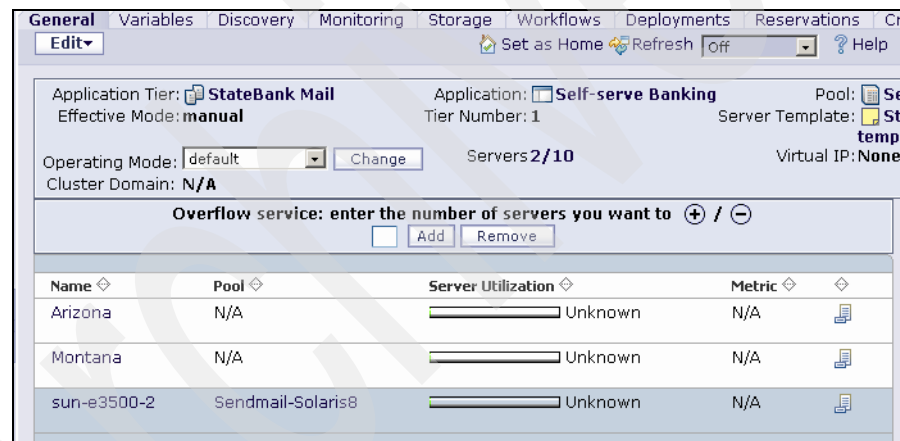 General Variables Discovery Monitoring Storage Workflows Deployments Reservations
Edit Set as Home Refresh Off Help
Application Tier: StateBank Mail Application: Self-serve Banking Pool:
Effective Mode: manual Tier Number: 1 Server Template:
Operating Mode: default Change Servers 2/10 Virtual IP: None
Cluster Domain: N/A
Overflow service: enter the number of servers you want to + / −
Add Remove
Name Pool Server Utilization Metric
Arizona N/A Unknown N/A
Montana N/A Unknown N/A
sun-e3500-2 Sendmail-Solaris8 Unknown N/A